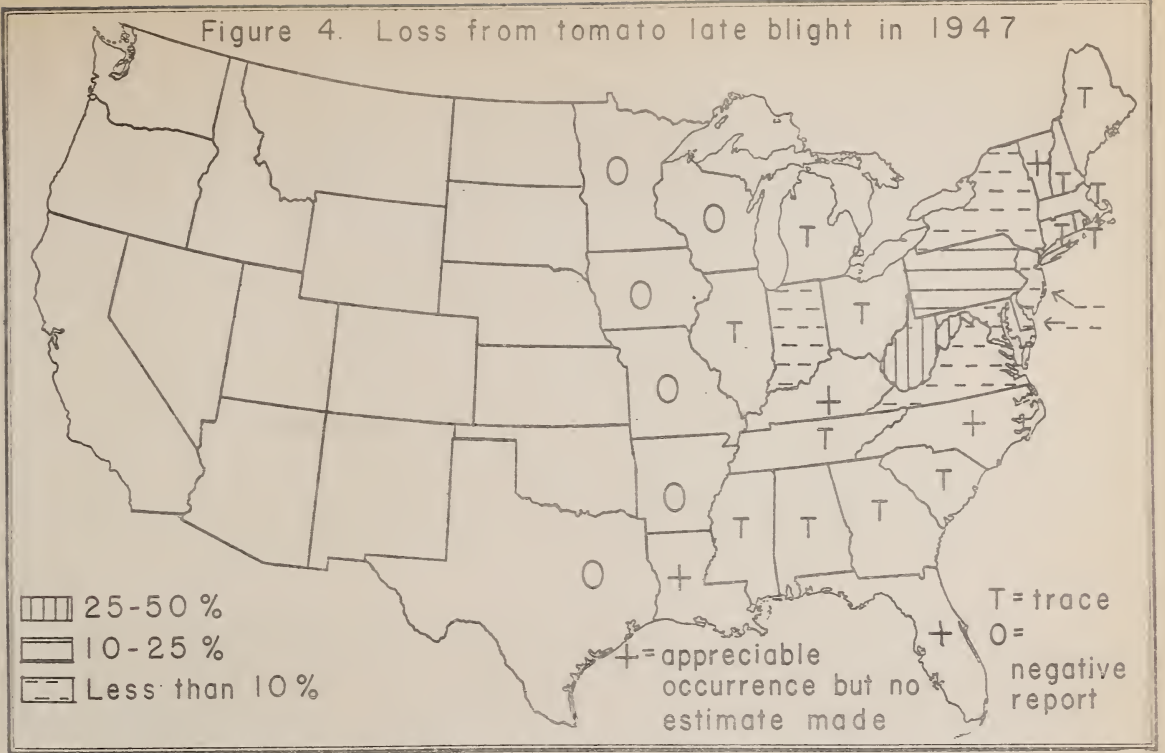 Figure 4. Loss from tomato late blight in 1947
T
+
T
T
T
T
O
O
T
O
T
T
O
+
T
+
O
T
T
T
T
O
+
+
25-50 %
10-25 %
Less than 10 %
+ = appreciable
occurrence but no
estimate made
T = trace
O =
negative
report